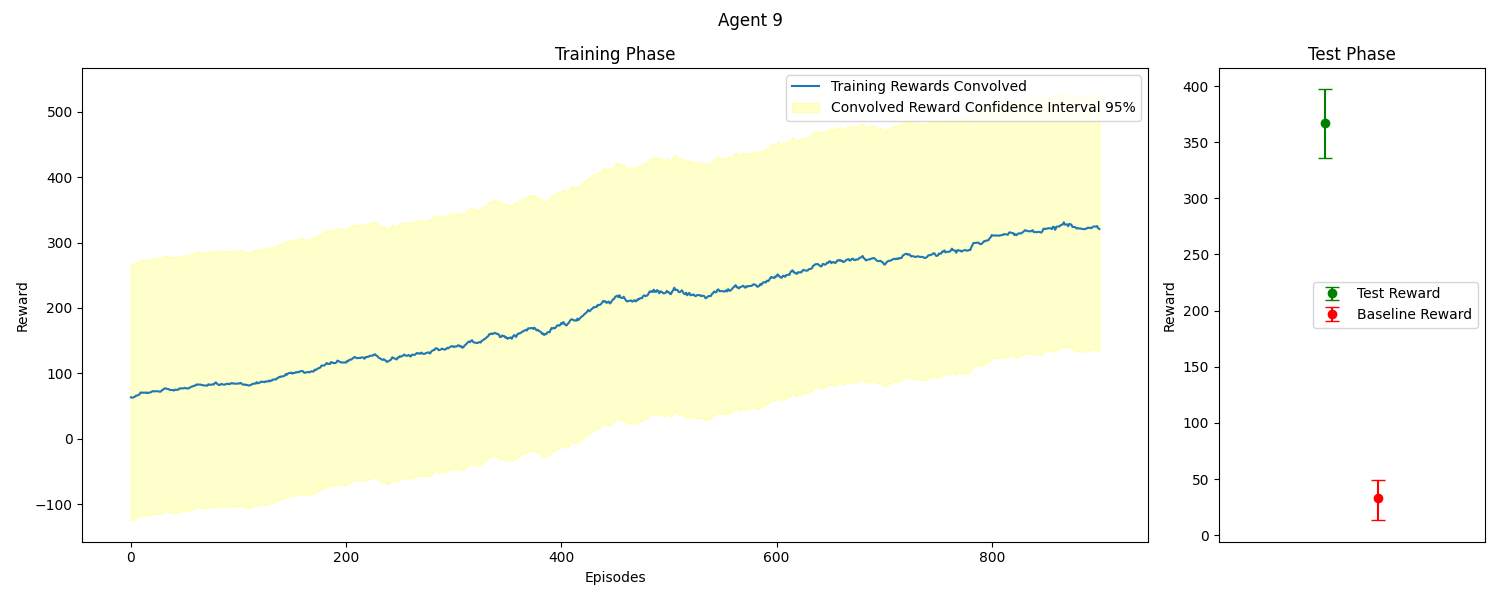 Agent 9
Training Phase
Training Rewards Convolved
Convolved Reward Confidence Interval 95%
500
400
300
200
100
0
−100
Reward
0
200
400
600
800
Episodes
Test Phase
400
350
300
250
200
150
100
50
0
Reward
Test Reward
Baseline Reward